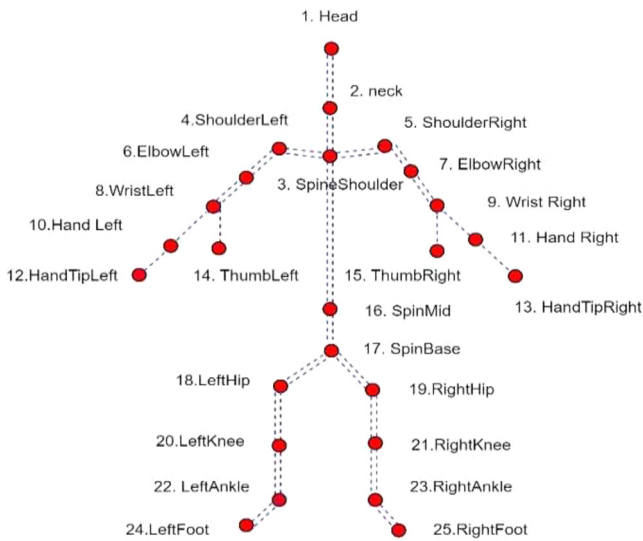 1. Head
2. neck
4.ShoulderLeft
5. ShoulderRight
6.ElbowLeft
7. ElbowRight
8.WristLeft
3. SpineShoulder
9. Wrist Right
10.Hand Left
11. Hand Right
12.HandTipLeft
14. ThumbLeft
15. ThumbRight
13. HandTipRight
16. SpinMid
17. SpinBase
18.LeftHip
19.RightHip
20.LeftKnee
21.RightKnee
22. LeftAnkle
23.RightAnkle
24.LeftFoot
25.RightFoot